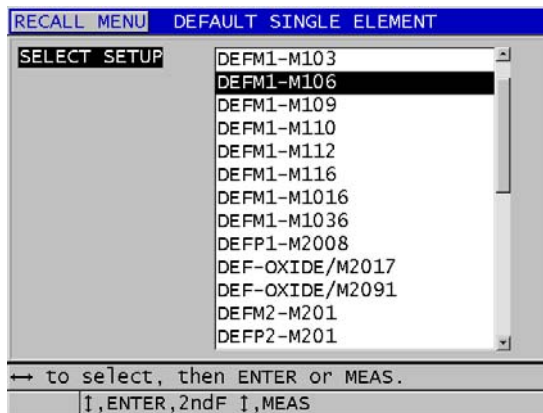 RECALL MENU DEFAULT SINGLE ELEMENT
SELECT SETUP
DEFM1-M103
DEFM1-M106
DEFM1-M109
DEFM1-M110
DEFM1-M112
DEFM1-M116
DEFM1-M1016
DEFM1-M1036
DEFP1-M2008
DEF-OXIDE/M2017
DEF-OXIDE/M2091
DEFM2-M201
DEFP2-M201
↔ to select, then ENTER or MEAS.
↕,ENTER,2ndF ↕,MEAS